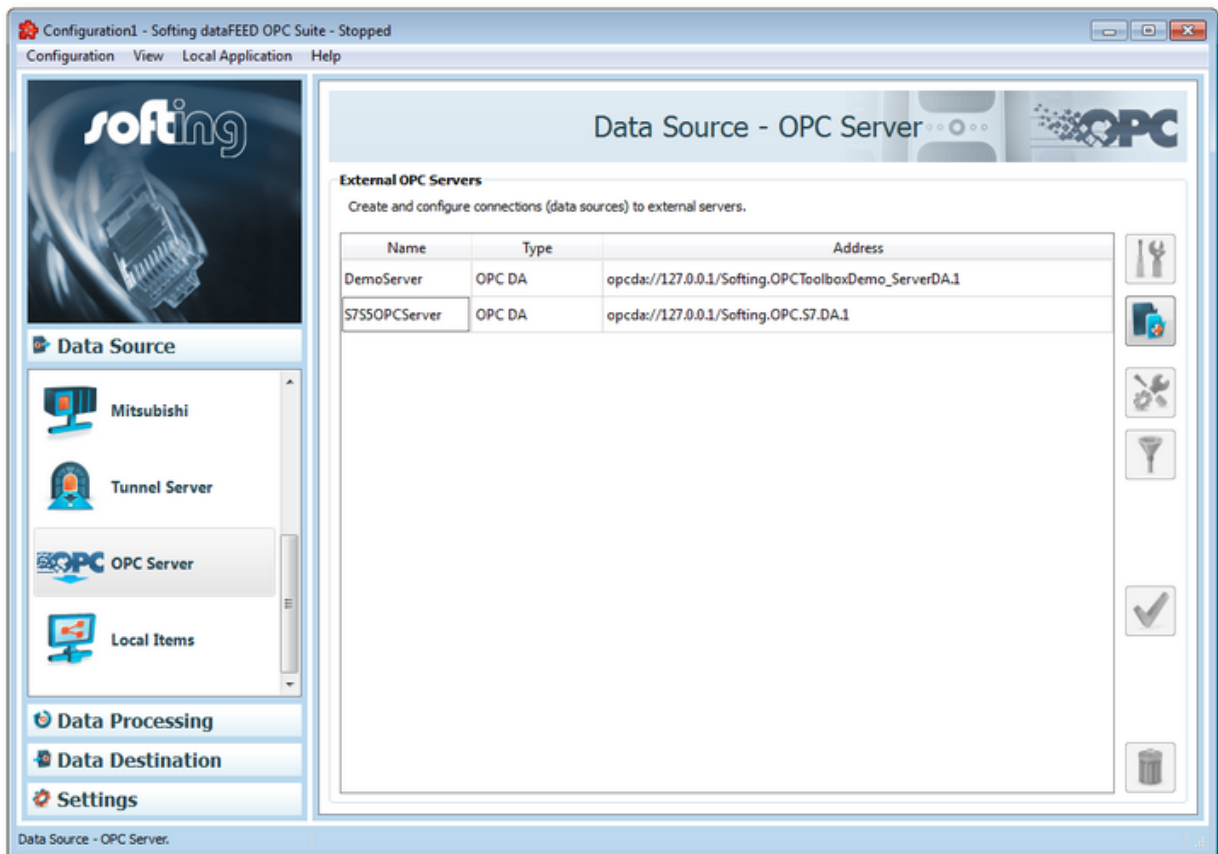 Configuration1 - Softing dataFEED OPC Suite - Stopped
Configuration View Local Application Help
softing
Data Source - OPC Server
OPC
External OPC Servers
Create and configure connections (data sources) to external servers.
Name Type Address
DemoServer OPC DA opcda://127.0.0.1/Softing.OPCToolboxDemo_ServerDA.1
S7S5OPCServer OPC DA opcda://127.0.0.1/Softing.OPC.S7.DA.1
Data Source
Mitsubishi
Tunnel Server
OPC OPC Server
Local Items
Data Processing
Data Destination
Settings
Data Source - OPC Server.